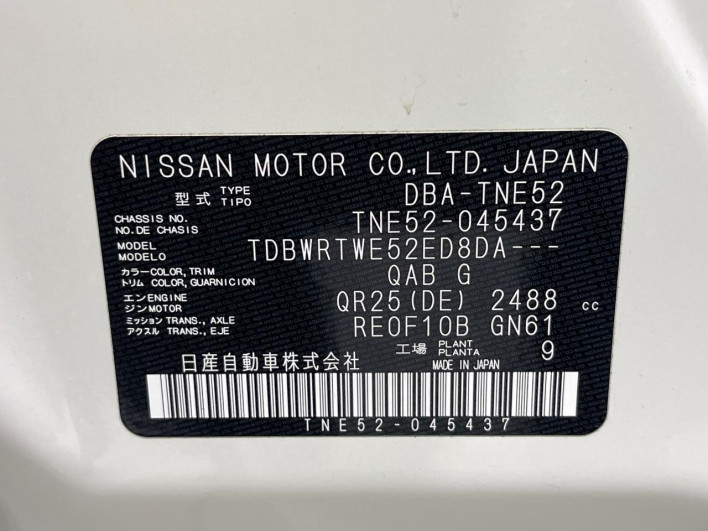 NISSAN MOTOR CO.,LTD. JAPAN
型式 TYPE TIPO DBA-TNE52
CHASSIS NO. NO.DE CHASIS TNE52-045437
MODEL MODELO TDBWRTWE52ED8DA---
カラー COLOR, TRIM トリム COLOR, GUARNICION QAB G
エンジン ENGINE MOTOR QR25(DE) 2488 cc
ミッション TRANS., AXLE アクスル TRANS., EJE RE0F10B GN61
工場 PLANT PLANTA 9
日産自動車株式会社 MADE IN JAPAN
TNE52-045437